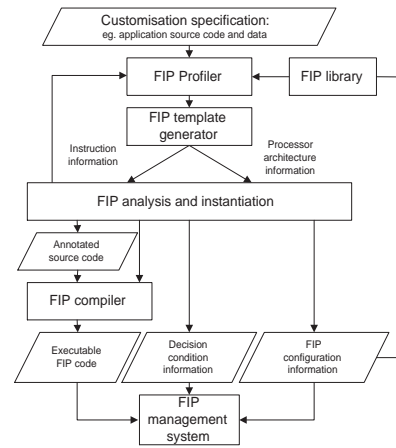 Customisation specification:
eg. application source code and data
FIP Profiler
FIP library
FIP template
generator
Instruction
information
Processor
architecture
information
FIP analysis and instantiation
Annotated
source code
FIP compiler
Executable
FIP code
Decision
condition
information
FIP
configuration
information
FIP
management
system